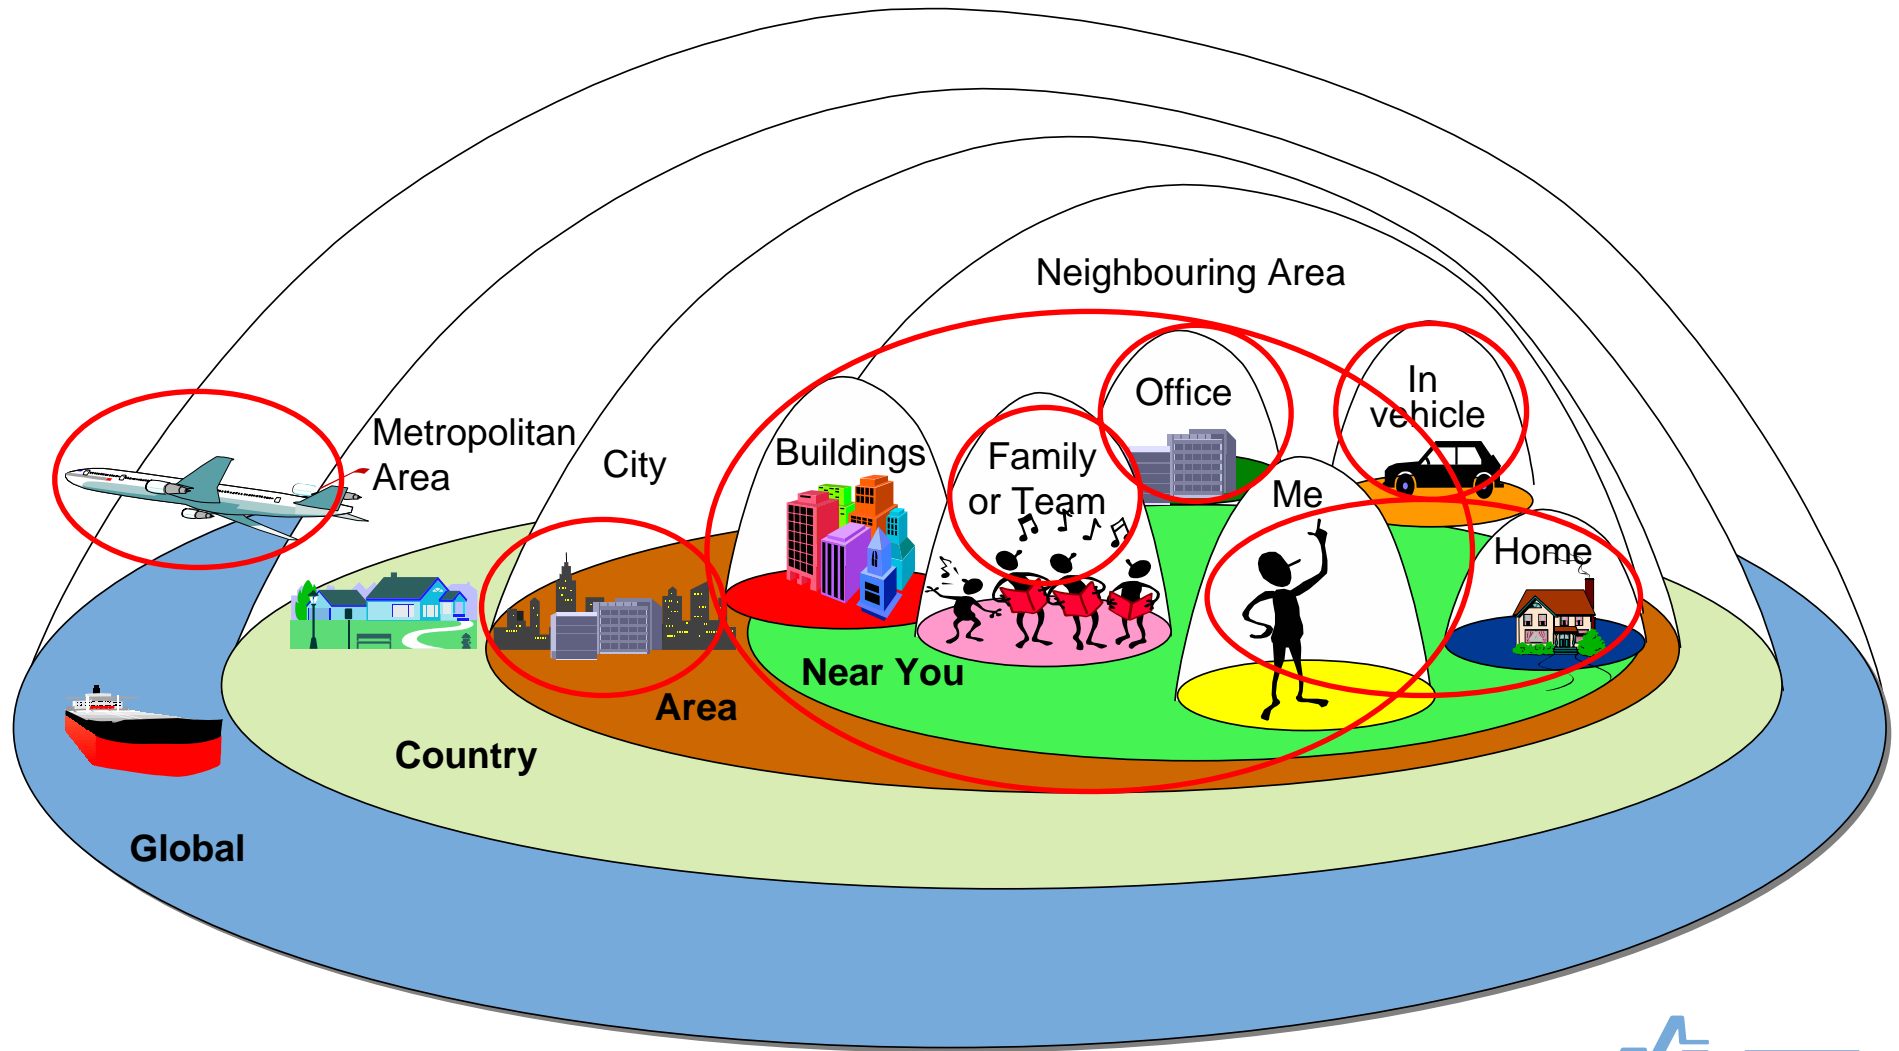 Neighbouring Area
Office
In
vehicle
Metropolitan
Area
City
Buildings
Family
or Team
Me
Home
Near You
Area
Country
Global